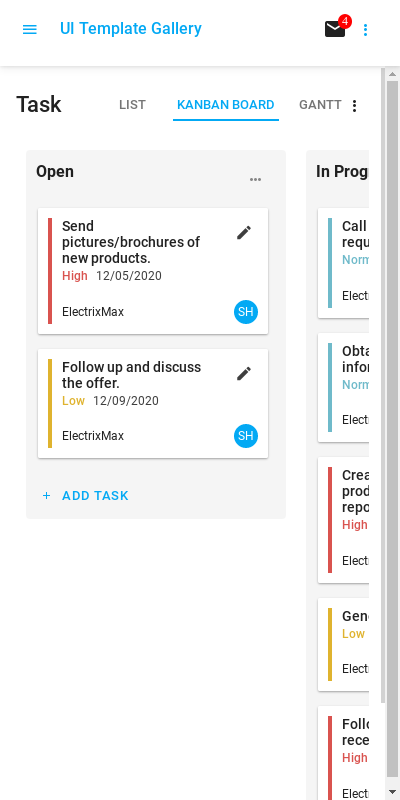 UI Template Gallery
4
Task
LIST
KANBAN BOARD
GANTT
Open
Send
pictures/brochures of
new products.
High 12/05/2020
ElectrixMax
SH
Follow up and discuss
the offer.
Low 12/09/2020
ElectrixMax
SH
+ ADD TASK
In Prog
Call
requ
Norm
Electr
Obta
infor
Norm
Electr
Crea
prod
repo
High
Electr
Gene
Low
Electr
Follo
rece
High
Electr